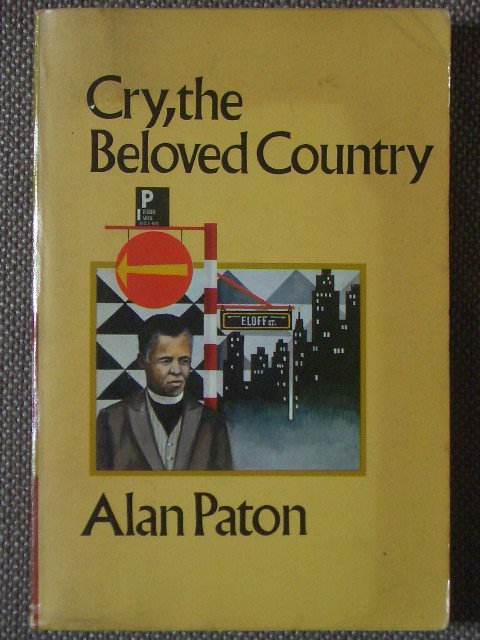 Cry, the
Beloved Country
P
ELOFF ST.
Alan Paton